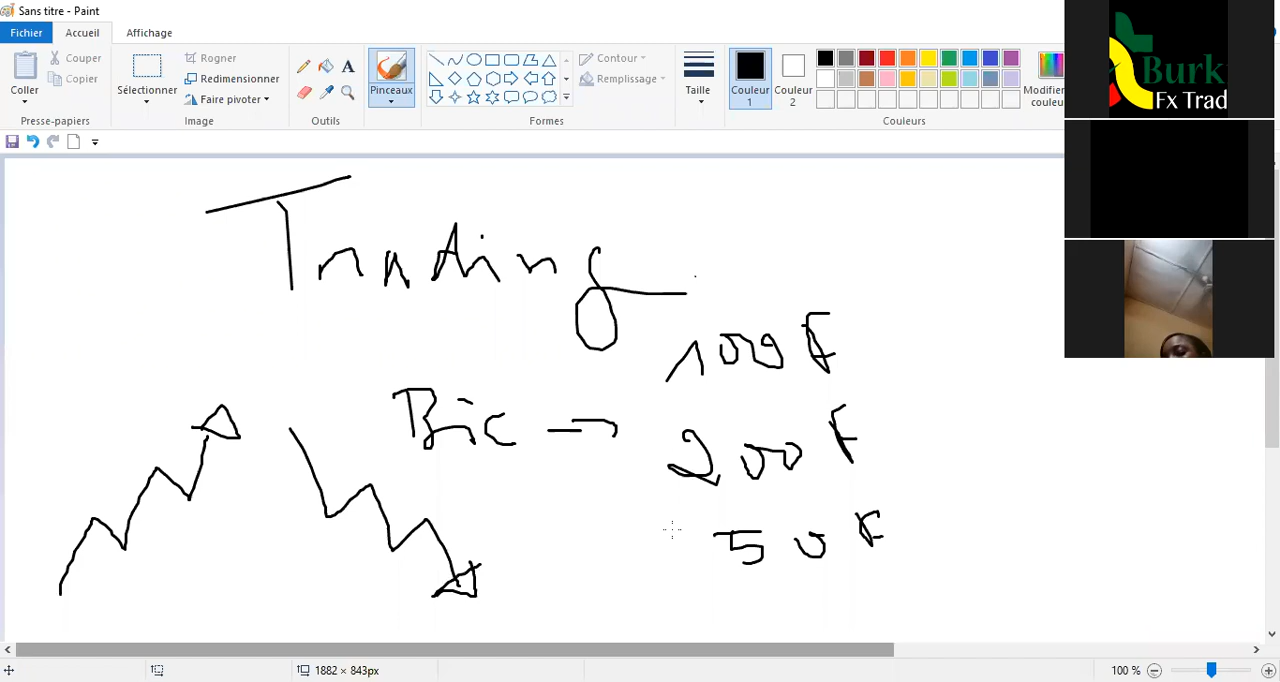 Sans titre - Paint
Fichier Accueil Affichage
Coller
Couper
Copier
Presse-papiers
Sélectionner
Rogner
Redimensionner
Faire pivoter
Image
A
Outils
Pinceaux
Contour
Remplissage
Formes
Taille
Couleur 1
Couleur 2
Modifier couleu
Couleurs
Burk
Fx Trad
Trading
Bic → 100 F
200 F
50 F
1882 × 843px
100 %